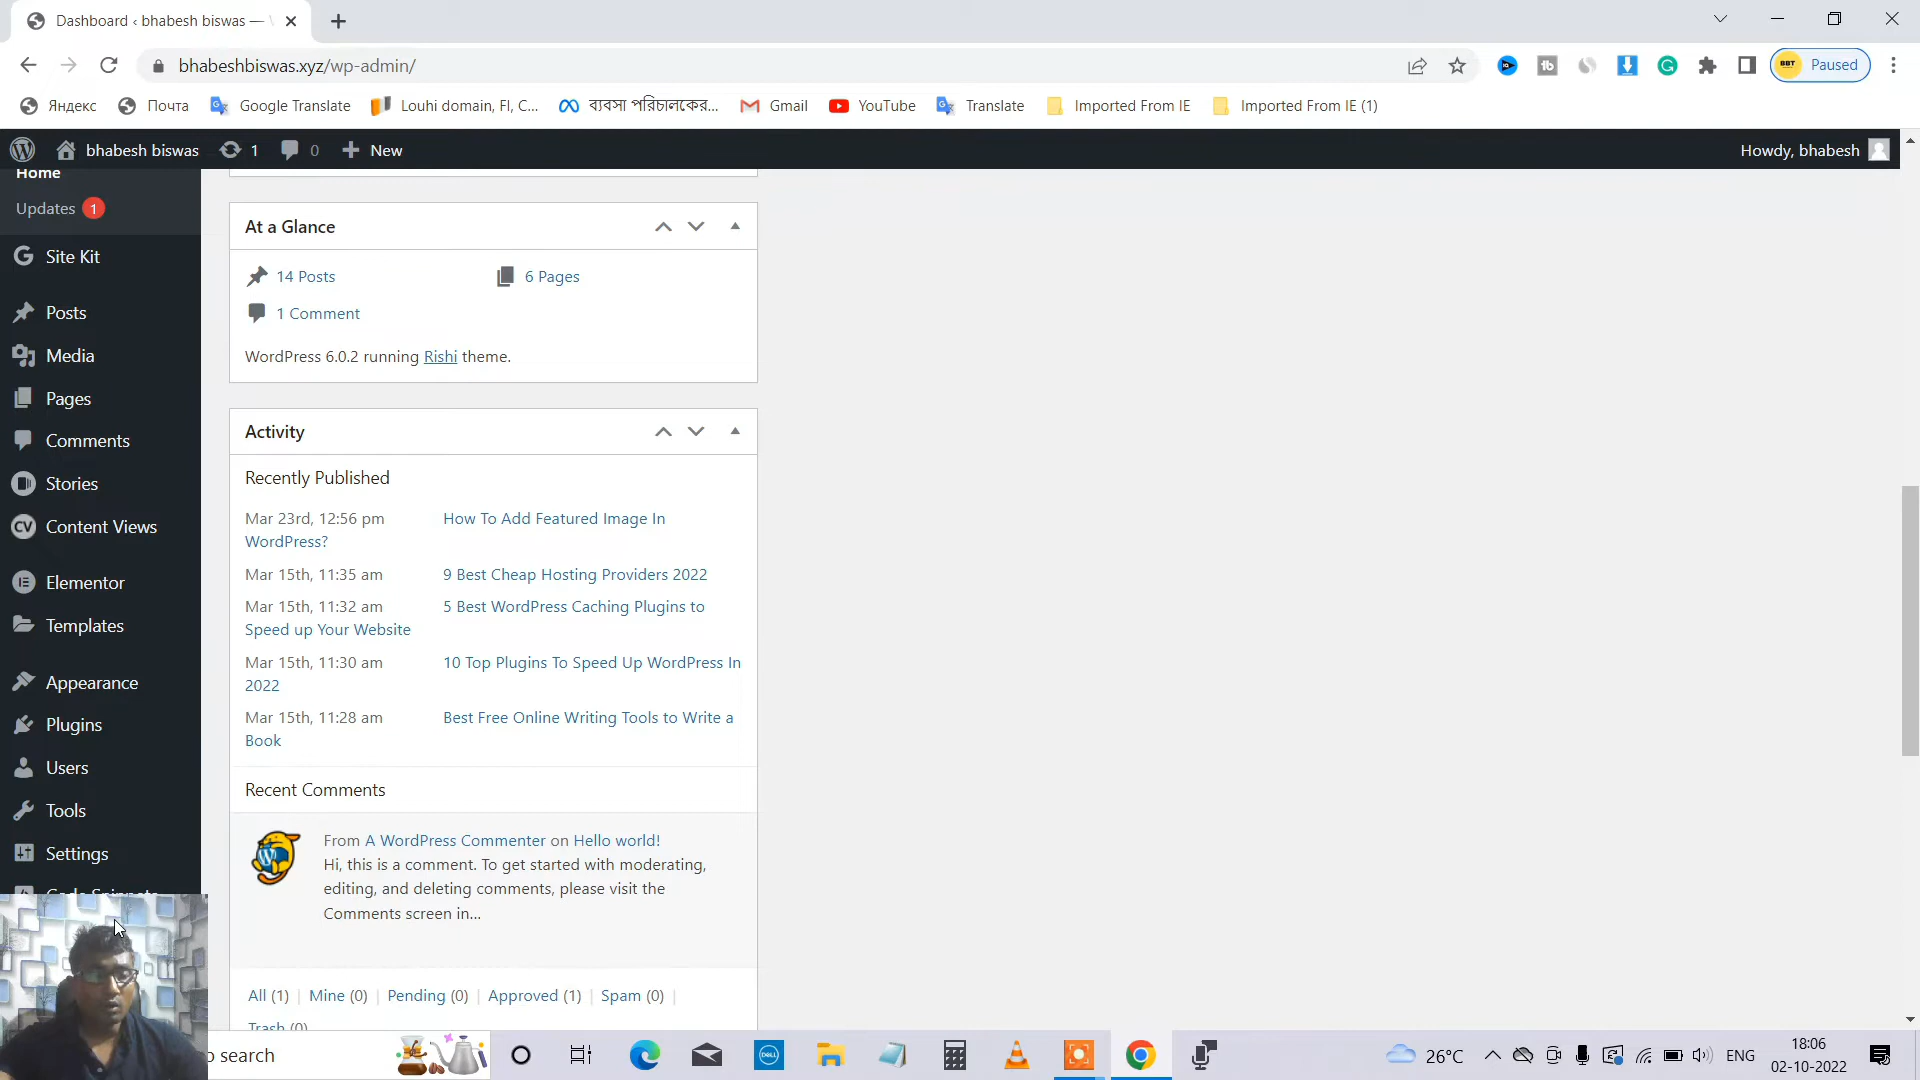 Dashboard ‹ bhabesh biswas —
bhabeshbiswas.xyz/wp-admin/
BBT
Paused
Яндекс
Почта
Google Translate
Louhi domain, Fl, C...
ব্যবসা পরিচালকের...
Gmail
YouTube
Translate
Imported From IE
Imported From IE (1)
bhabesh biswas
1
0
New
Howdy, bhabesh
Home
Updates 1
Site Kit
Posts
Media
Pages
Comments
Stories
Content Views
Elementor
Templates
Appearance
Plugins
Users
Tools
Settings
At a Glance
14 Posts
6 Pages
1 Comment
WordPress 6.0.2 running Rishi theme.
Activity
Recently Published
Mar 23rd, 12:56 pm How To Add Featured Image In
WordPress?
Mar 15th, 11:35 am 9 Best Cheap Hosting Providers 2022
Mar 15th, 11:32 am 5 Best WordPress Caching Plugins to
Speed up Your Website
Mar 15th, 11:30 am 10 Top Plugins To Speed Up WordPress In
2022
Mar 15th, 11:28 am Best Free Online Writing Tools to Write a
Book
Recent Comments
From A WordPress Commenter on Hello world!
Hi, this is a comment. To get started with moderating,
editing, and deleting comments, please visit the
Comments screen in...
All (1) | Mine (0) | Pending (0) | Approved (1) | Spam (0) |
Trash (0)
search
DELL
26°C
ENG
18:06
02-10-2022